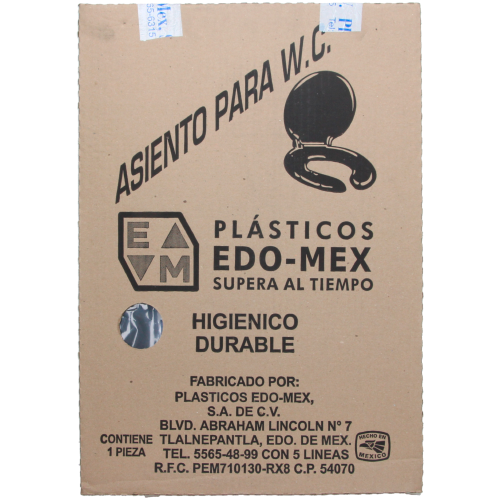 ASIENTO PARA W.C.
E
M
PLÁSTICOS
EDO-MEX
SUPERA AL TIEMPO
HIGIENICO
DURABLE
FABRICADO POR:
PLASTICOS EDO-MEX,
S.A. DE C.V.
BLVD. ABRAHAM LINCOLN Nº 7
CONTIENE
1 PIEZA
TLALNEPANTLA, EDO. DE MEX.
TEL. 5565-48-99 CON 5 LINEAS
R.F.C. PEM710130-RX8 C.P. 54070
HECHO EN
MEXICO